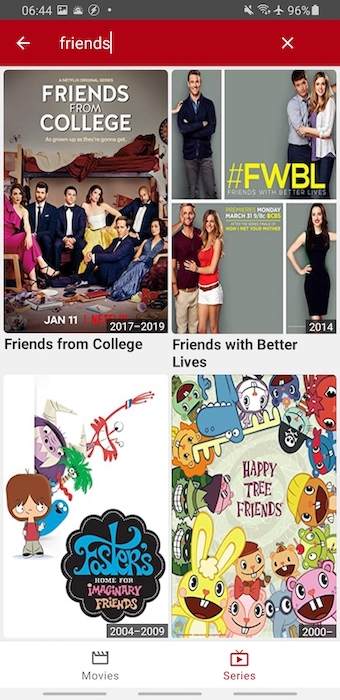 06:44
96%
friends
A NETFLIX ORIGINAL SERIES
FRIENDS
FROM
COLLEGE
As grown-up as they're gonna get.
JAN 11
2017–2019
Friends from College
#FWBL
FRIENDS WITH BETTER LIVES
PREMIERES MONDAY
MARCH 31 9/8c CBS
AFTER THE SERIES FINALE OF
HOW I MET YOUR MOTHER
2014
Friends with Better
Lives
Foster's
HOME FOR
IMAGINARY
FRIENDS
2004–2009
HAPPY
TREE
FRIENDS
2000–
Movies
Series